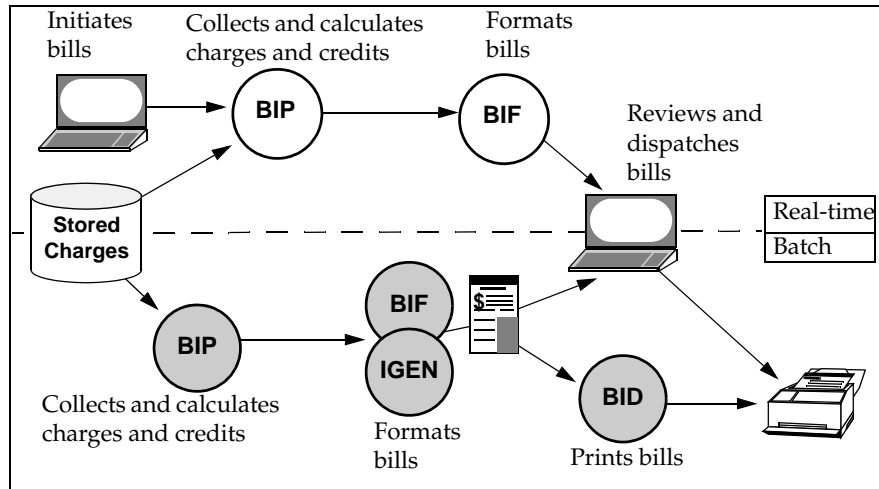 Initiates
bills
Collects and calculates
charges and credits
Formats
bills
BIP
BIF
Reviews and
dispatches
bills
Stored
Charges
Real-time
Batch
BIF
$
BIP
IGEN
BID
Collects and calculates
charges and credits
Formats
bills
Prints bills